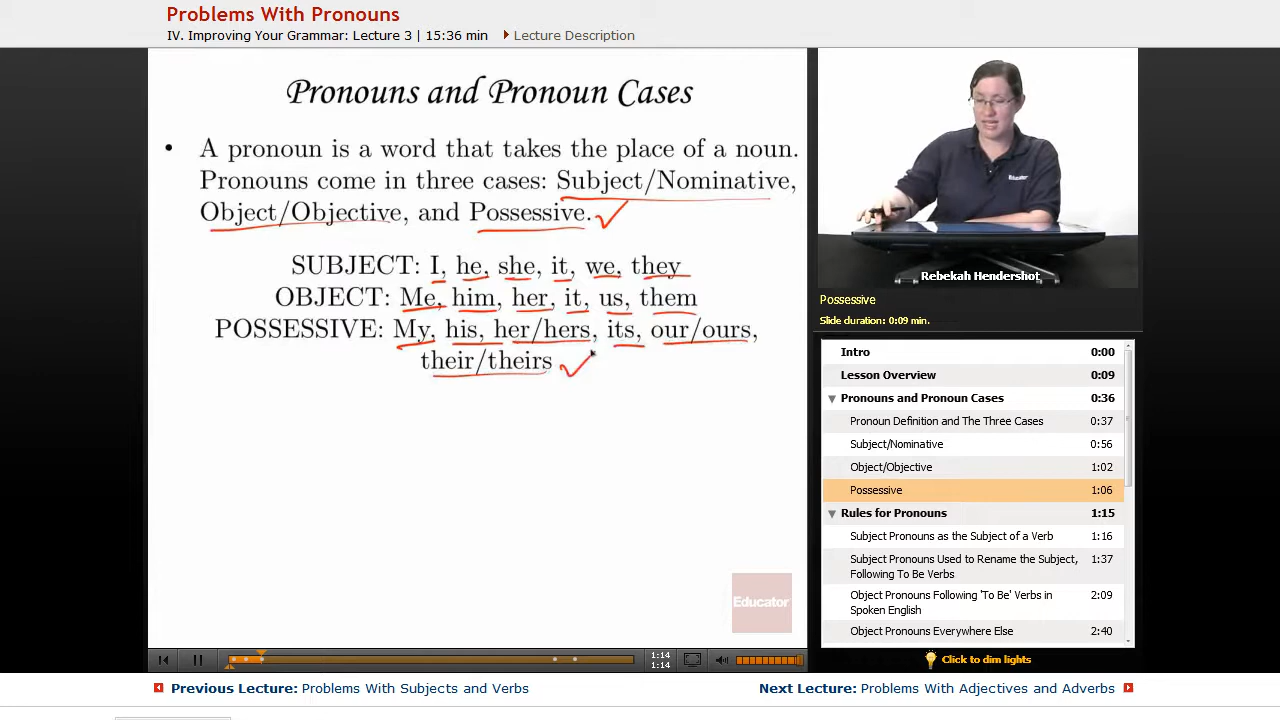 Problems With Pronouns
IV. Improving Your Grammar: Lecture 3 | 15:36 min Lecture Description
Pronouns and Pronoun Cases
• A pronoun is a word that takes the place of a noun.
Pronouns come in three cases: Subject/Nominative,
Object/Objective, and Possessive.
SUBJECT: I, he, she, it, we, they
OBJECT: Me, him, her, it, us, them
POSSESSIVE: My, his, her/hers, its, our/ours,
their/theirs
Educator
Educator
Rebekah Hendershot
Possessive
Slide duration: 0:09 min.
Intro 0:00
Lesson Overview 0:09
Pronouns and Pronoun Cases 0:36
Pronoun Definition and The Three Cases 0:37
Subject/Nominative 0:56
Object/Objective 1:02
Possessive 1:06
Rules for Pronouns 1:15
Subject Pronouns as the Subject of a Verb 1:16
Subject Pronouns Used to Rename the Subject, 1:37
Following To Be Verbs
Object Pronouns Following 'To Be' Verbs in 2:09
Spoken English
Object Pronouns Everywhere Else 2:40
1:14
1:14
Click to dim lights
Previous Lecture: Problems With Subjects and Verbs
Next Lecture: Problems With Adjectives and Adverbs